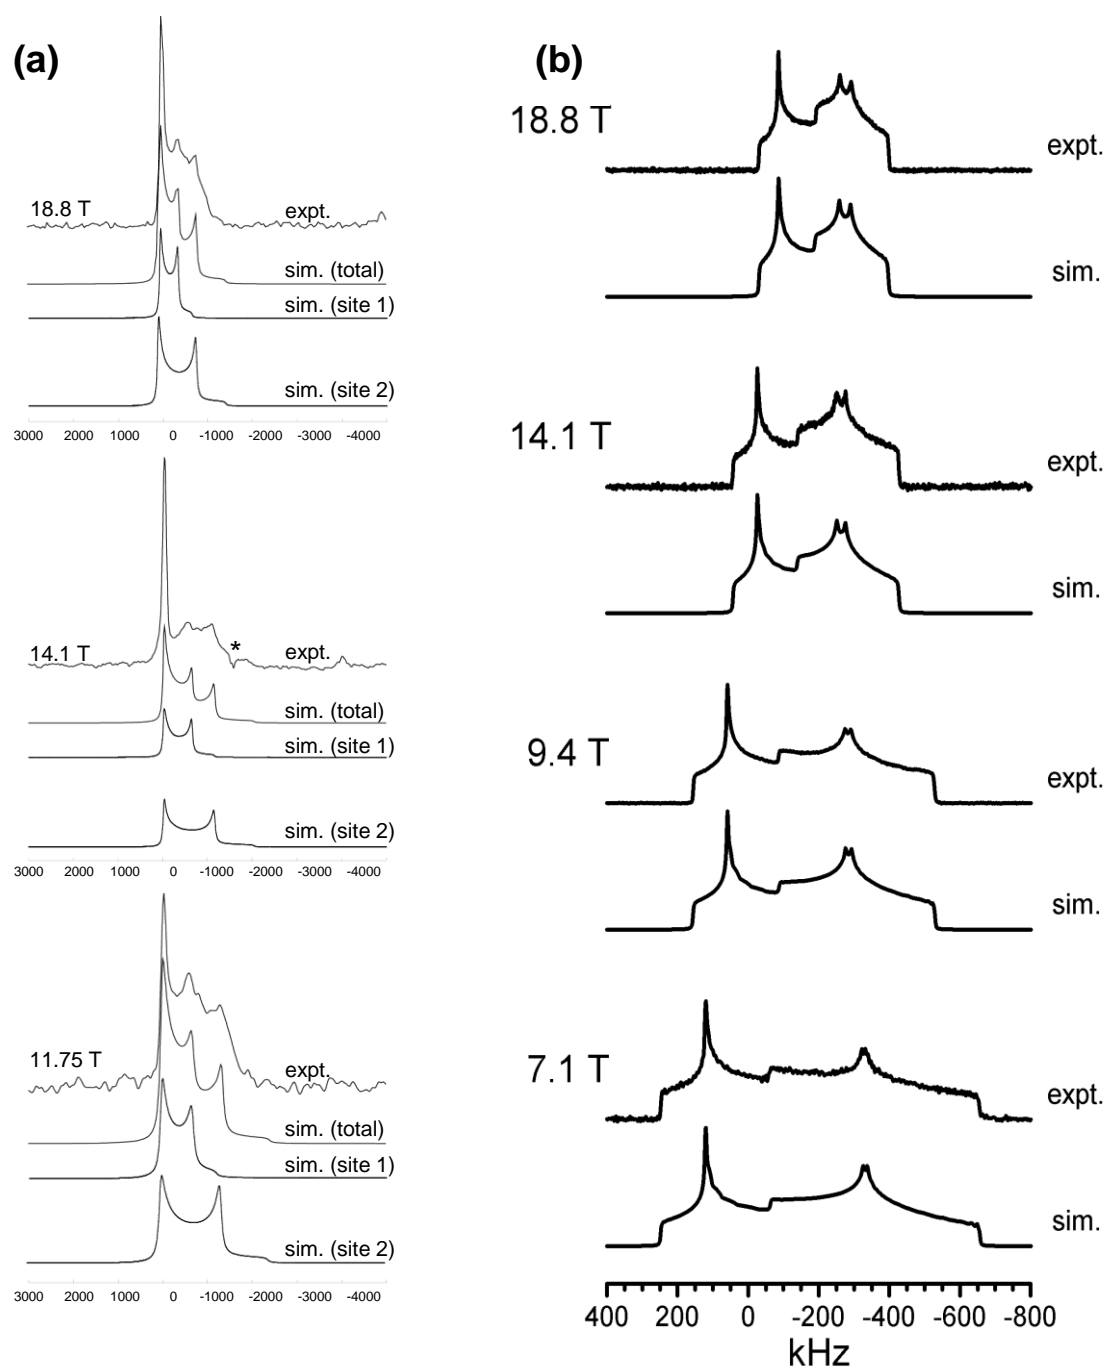 (a)
18.8 T
expt.
sim. (total)
sim. (site 1)
sim. (site 2)
3000 2000 1000 0 -1000 -2000 -3000 -4000
14.1 T
*
expt.
sim. (total)
sim. (site 1)
sim. (site 2)
3000 2000 1000 0 -1000 -2000 -3000 -4000
11.75 T
expt.
sim. (total)
sim. (site 1)
sim. (site 2)
3000 2000 1000 0 -1000 -2000 -3000 -4000
(b)
18.8 T
expt.
sim.
14.1 T
expt.
sim.
9.4 T
expt.
sim.
7.1 T
expt.
sim.
400 200 0 -200 -400 -600 -800
kHz